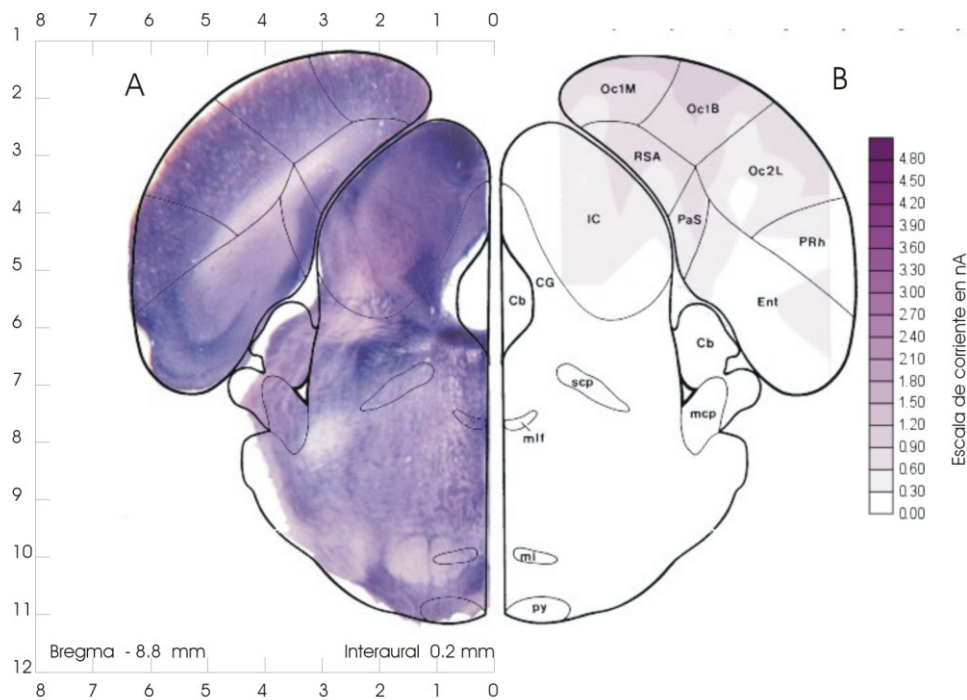 8 7 6 5 4 3 2 1 0
1
2
3
4
5
6
7
8
9
10
11
12
A
B
Oc1M
Oc1B
RSA
Oc2L
IC
PaS
PRh
CG
Cb
Ent
Cb
scp
mcp
mlf
ml
py
4.80
4.50
4.20
3.90
3.60
3.30
3.00
2.70
2.40
2.10
1.80
1.50
1.20
0.90
0.60
0.30
0.00
Escala de corriente en nA
Bregma - 8.8 mm
Interaural 0.2 mm
8 7 6 5 4 3 2 1 0